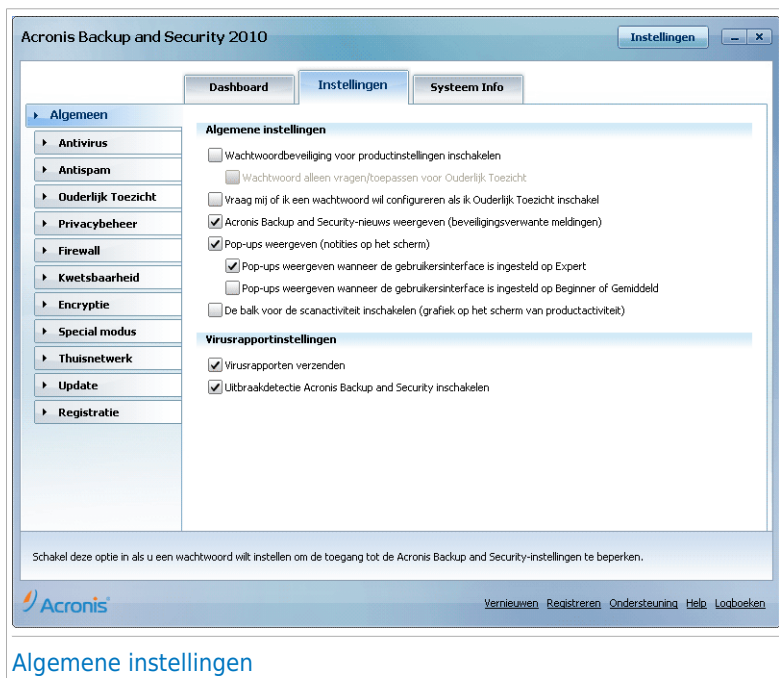 Acronis Backup and Security 2010
Instellingen
Dashboard
Instellingen
Systeem Info
Algemeen
Antivirus
Antispam
Ouderlijk Toezicht
Privacybeheer
Firewall
Kwetsbaarheid
Encryptie
Special modus
Thuisnetwerk
Update
Registratie
Algemene instellingen
Wachtwoordbeveiliging voor productinstellingen inschakelen
Wachtwoord alleen vragen/toepassen voor Ouderlijk Toezicht
Vraag mij of ik een wachtwoord wil configureren als ik Ouderlijk Toezicht inschakel
Acronis Backup and Security-nieuws weergeven (beveiligingsverwante meldingen)
Pop-ups weergeven (notities op het scherm)
Pop-ups weergeven wanneer de gebruikersinterface is ingesteld op Expert
Pop-ups weergeven wanneer de gebruikersinterface is ingesteld op Beginner of Gemiddeld
De balk voor de scanactiviteit inschakelen (grafiek op het scherm van productactiviteit)
Virusrapportinstellingen
Virusrapporten verzenden
Uitbraakdetectie Acronis Backup and Security inschakelen
Schakel deze optie in als u een wachtwoord wilt instellen om de toegang tot de Acronis Backup and Security-instellingen te beperken.
Acronis
Vernieuwen Registreren Ondersteuning Help Logboeken
Algemene instellingen